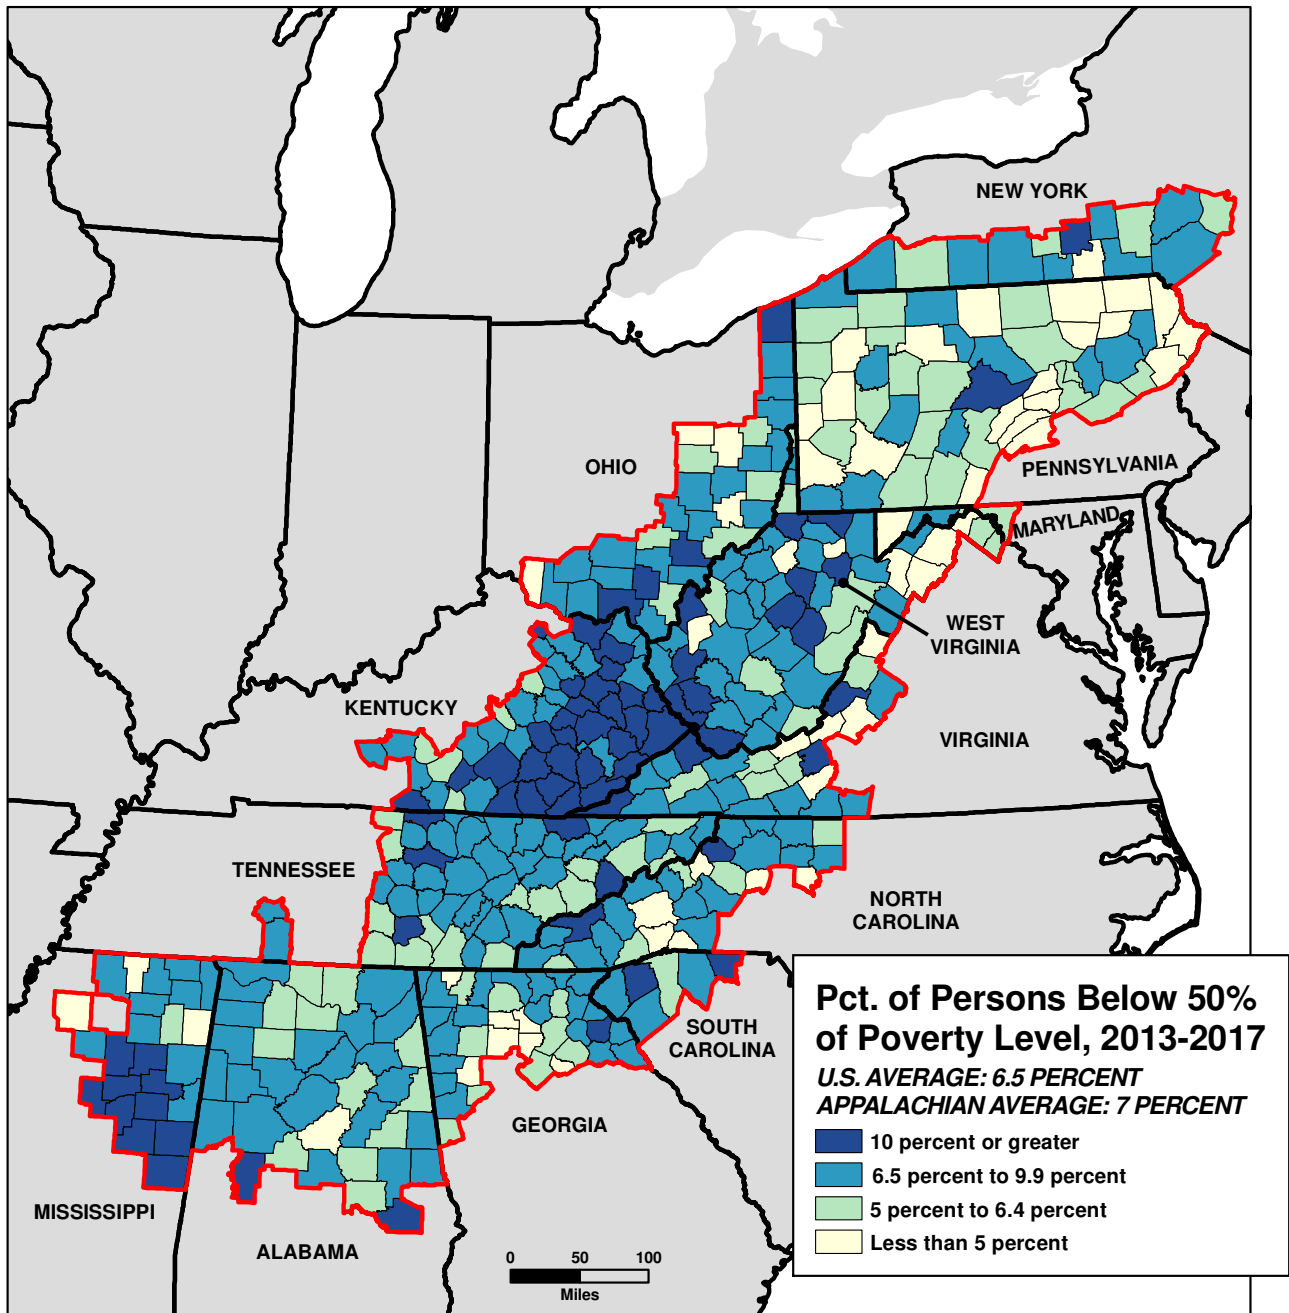 NEW YORK
OHIO
PENNSYLVANIA
MARYLAND
WEST
VIRGINIA
KENTUCKY
VIRGINIA
TENNESSEE
NORTH
CAROLINA
SOUTH
CAROLINA
GEORGIA
MISSISSIPPI
ALABAMA
Pct. of Persons Below 50%
of Poverty Level, 2013-2017
U.S. AVERAGE: 6.5 PERCENT
APPALACHIAN AVERAGE: 7 PERCENT
10 percent or greater
6.5 percent to 9.9 percent
5 percent to 6.4 percent
Less than 5 percent
0 50 100
Miles